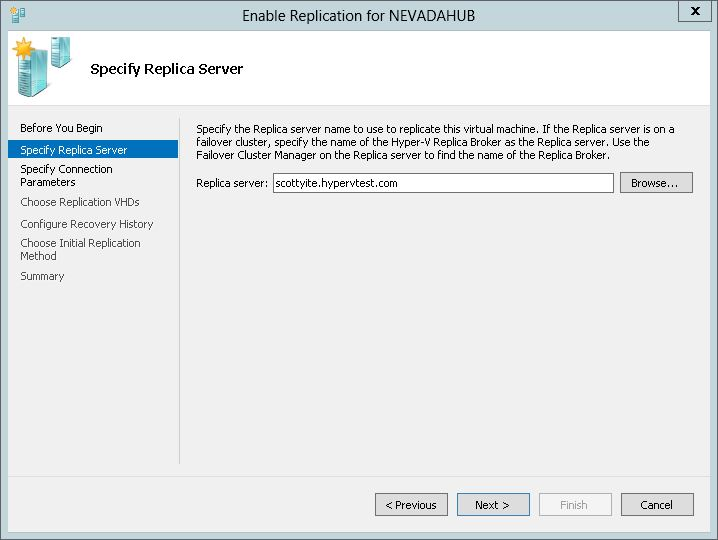 Enable Replication for NEVADAHUB
x
Specify Replica Server
Before You Begin
Specify Replica Server
Specify Connection
Parameters
Choose Replication VHDs
Configure Recovery History
Choose Initial Replication
Method
Summary
Specify the Replica server name to use to replicate this virtual machine. If the Replica server is on a
failover cluster, specify the name of the Hyper-V Replica Broker as the Replica server. Use the
Failover Cluster Manager on the Replica server to find the name of the Replica Broker.
Replica server: scottyite.hypervtest.com Browse...
< Previous Next > Finish Cancel